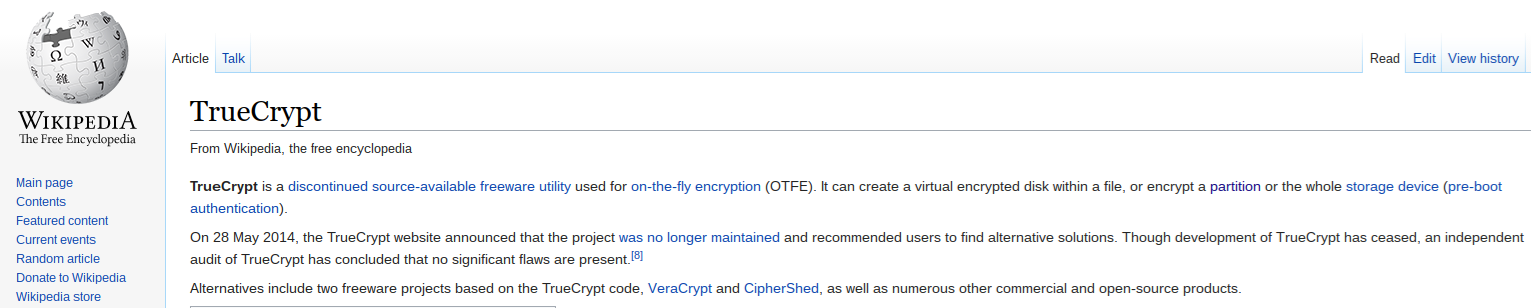 Article
Talk
Read
Edit
View history
WIKIPEDIA
The Free Encyclopedia
TrueCrypt
From Wikipedia, the free encyclopedia
Main page
Contents
Featured content
Current events
Random article
Donate to Wikipedia
Wikipedia store
TrueCrypt is a discontinued source-available freeware utility used for on-the-fly encryption (OTFE). It can create a virtual encrypted disk within a file, or encrypt a partition or the whole storage device (pre-boot
authentication).
On 28 May 2014, the TrueCrypt website announced that the project was no longer maintained and recommended users to find alternative solutions. Though development of TrueCrypt has ceased, an independent
audit of TrueCrypt has concluded that no significant flaws are present.[8]
Alternatives include two freeware projects based on the TrueCrypt code, VeraCrypt and CipherShed, as well as numerous other commercial and open-source products.